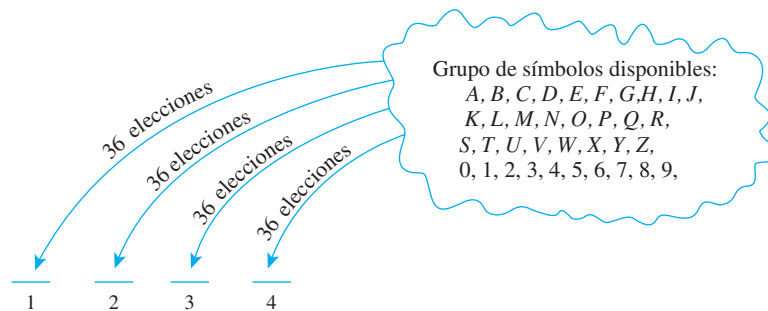 Grupo de símbolos disponibles:
A, B, C, D, E, F, G,H, I, J,
K, L, M, N, O, P, Q, R,
S, T, U, V, W, X, Y, Z,
0, 1, 2, 3, 4, 5, 6, 7, 8, 9,
36 elecciones
36 elecciones
36 elecciones
36 elecciones
1 2 3 4